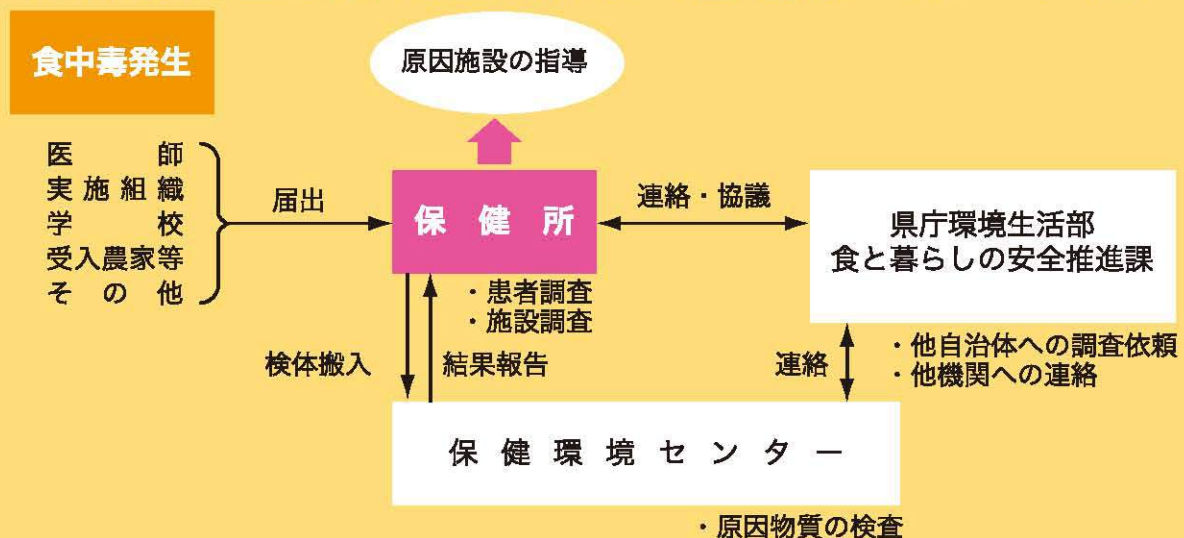 食中毒発生
原因施設の指導
医師
実施組織
学校
受入農家等
その他
届出
保健所
・患者調査
・施設調査
連絡・協議
県庁環境生活部
食と暮らしの安全推進課
・他自治体への調査依頼
・他機関への連絡
検体搬入
結果報告
連絡
保健環境センター
・原因物質の検査